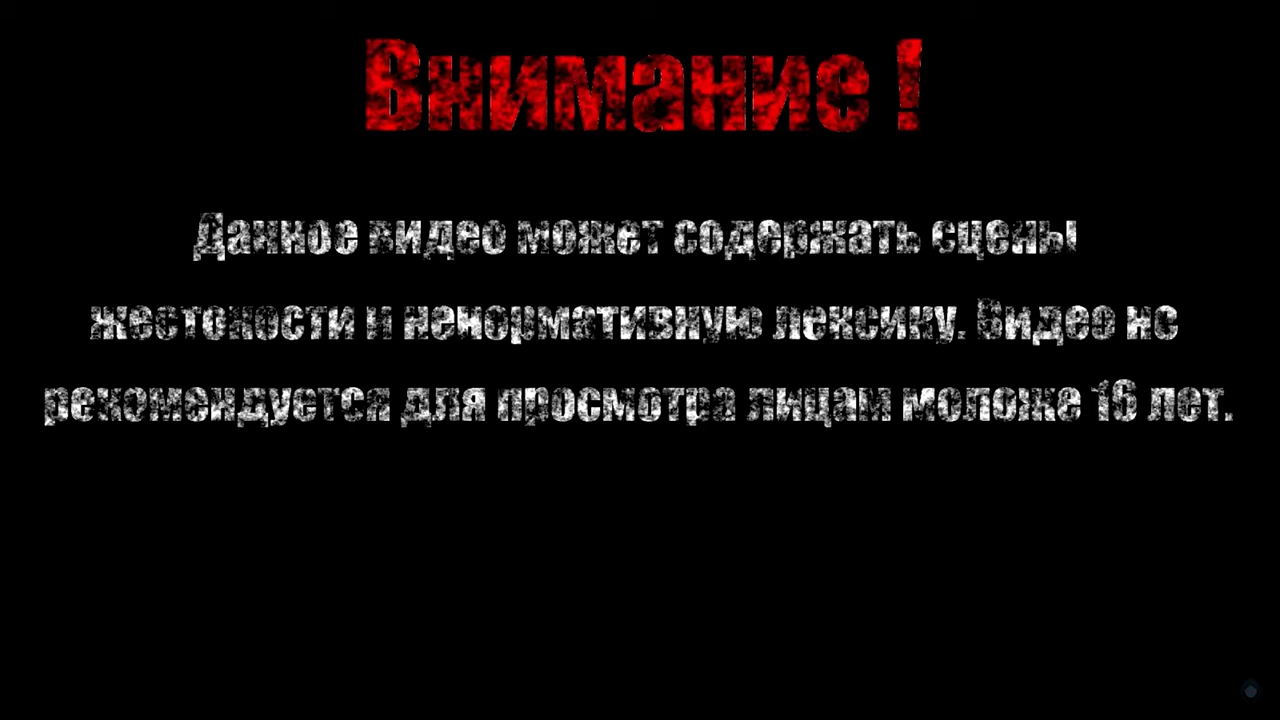 Внимание !
Данное видео может содержать сцены
жестокости и ненормативную лексику. Видео не
рекомендуется для просмотра лицам моложе 16 лет.